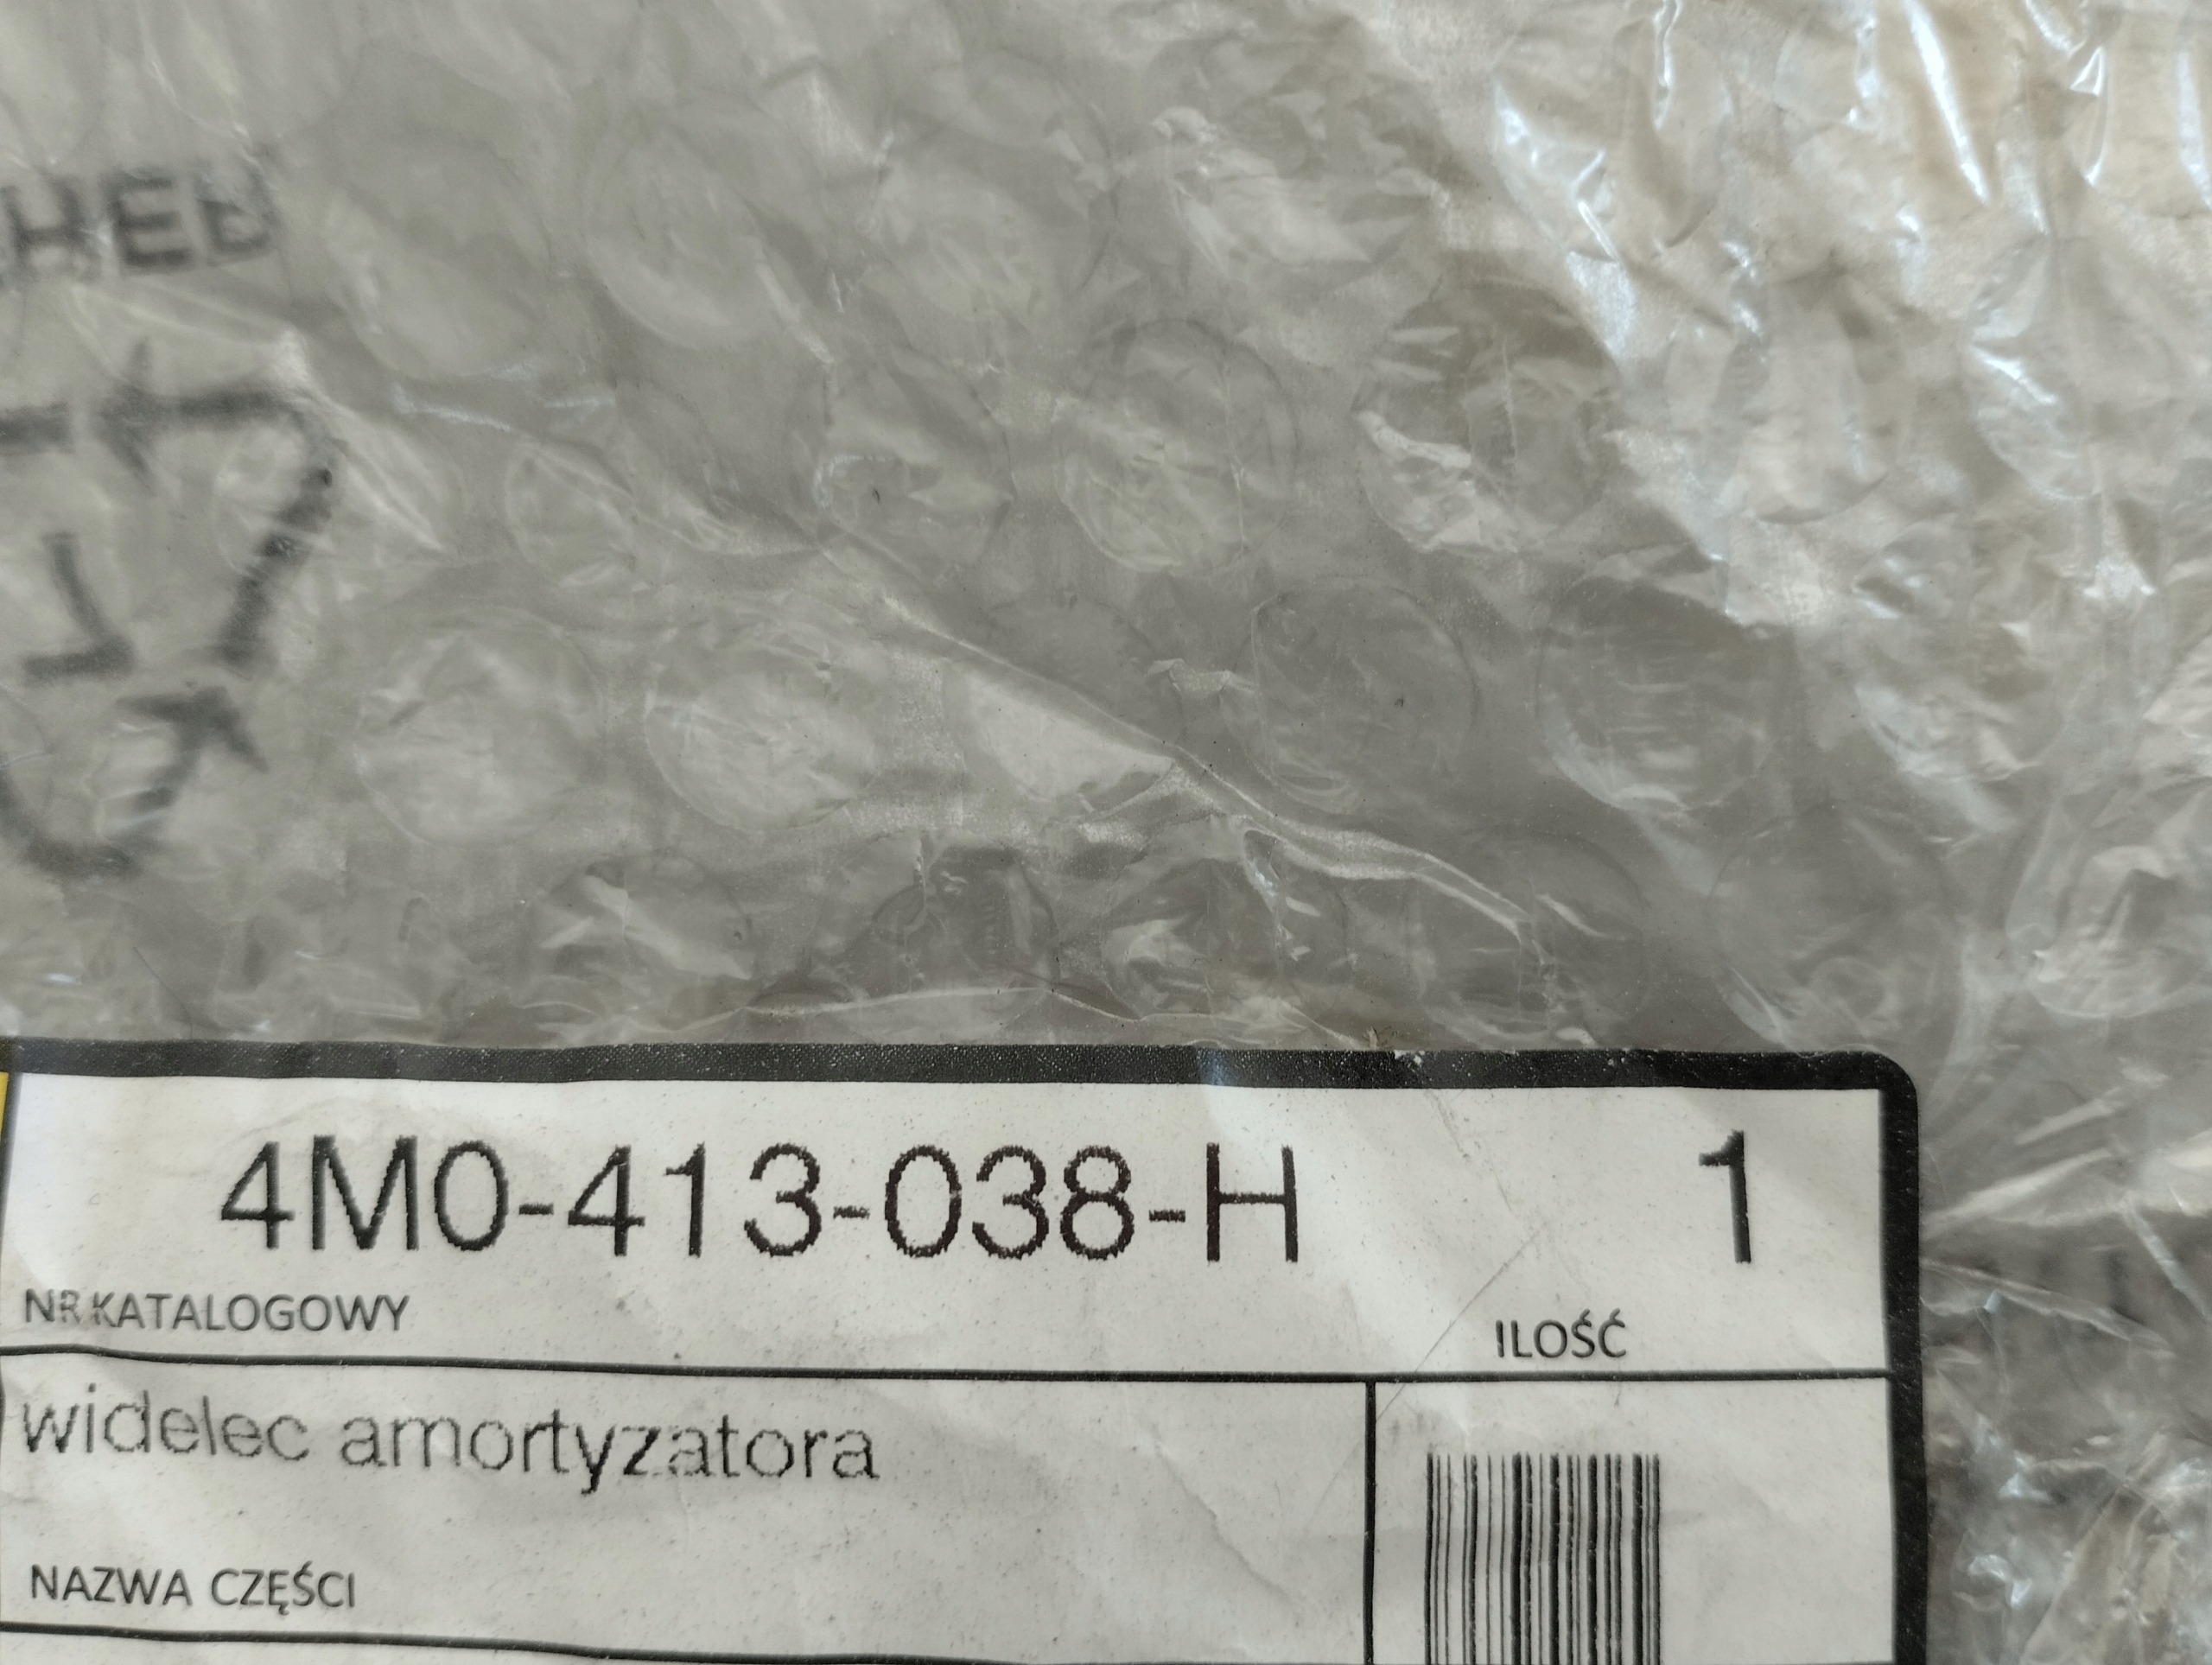 4M0-413-038-H 1
NR KATALOGOWY ILOŚĆ
widelec amortyzatora
NAZWA CZĘŚCI